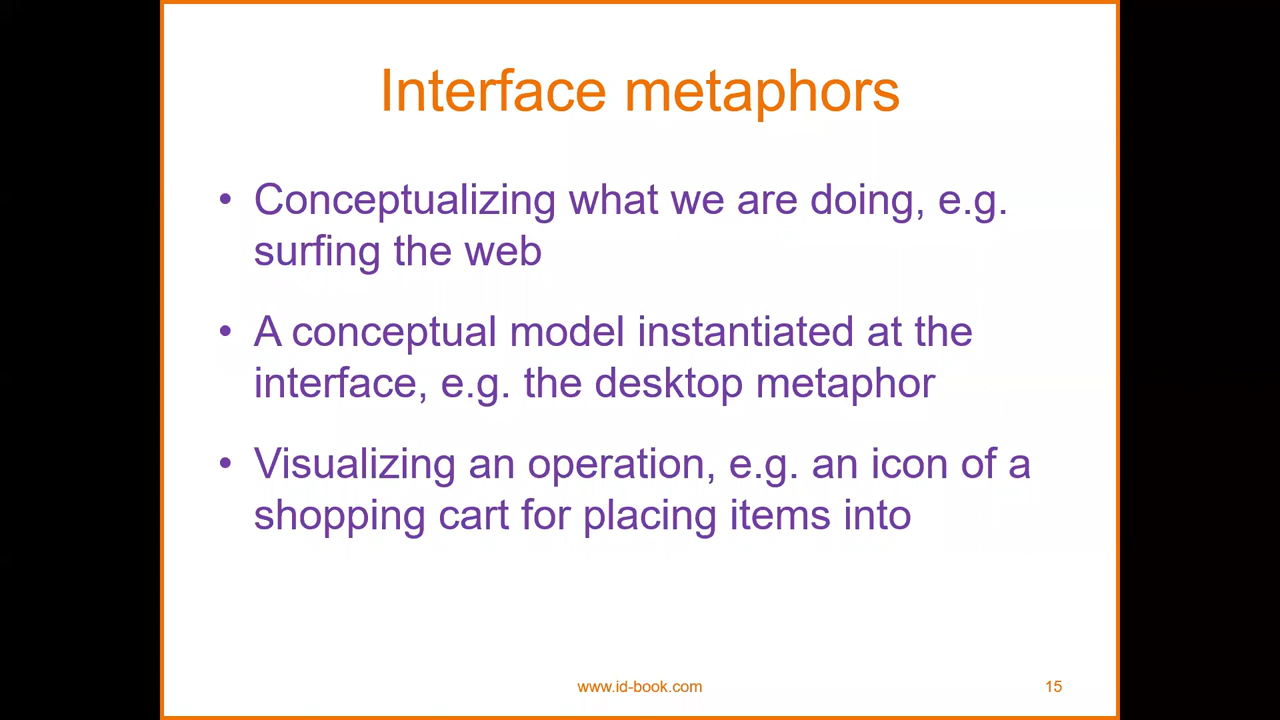 Interface metaphors
• Conceptualizing what we are doing, e.g.
surfing the web
• A conceptual model instantiated at the
interface, e.g. the desktop metaphor
• Visualizing an operation, e.g. an icon of a
shopping cart for placing items into
www.id-book.com
15